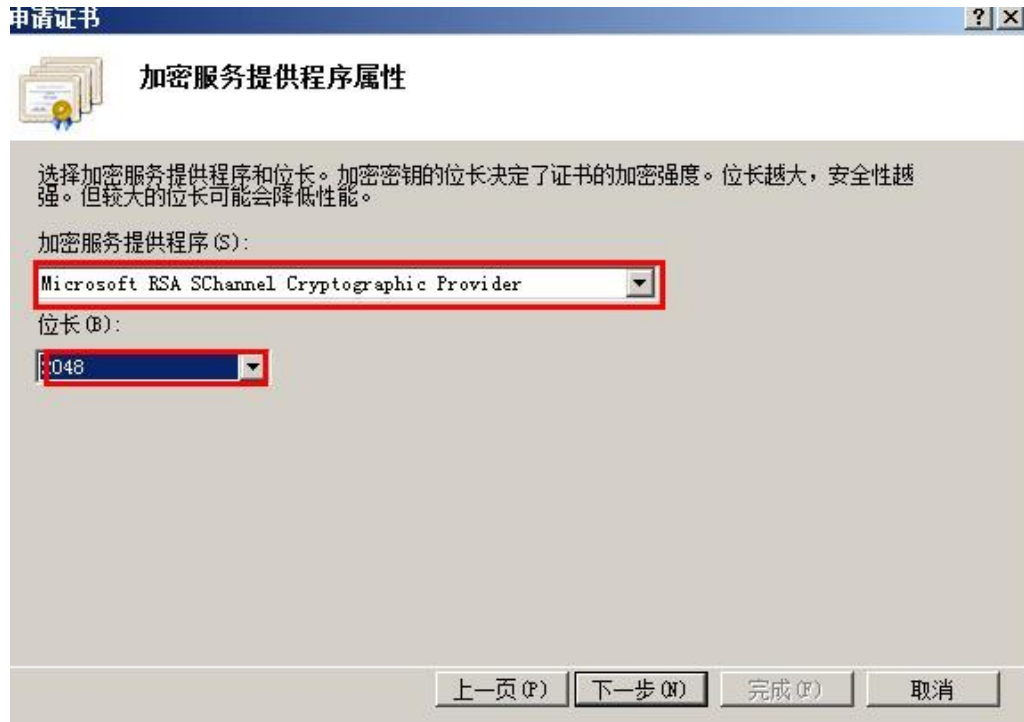 申请证书
加密服务提供程序属性
选择加密服务提供程序和位长。加密密钥的位长决定了证书的加密强度。位长越大，安全性越
强。但较大的位长可能会降低性能。
加密服务提供程序(S):
Microsoft RSA SChannel Cryptographic Provider
位长(B):
2048
上一页(P) 下一步(N) 完成(F) 取消